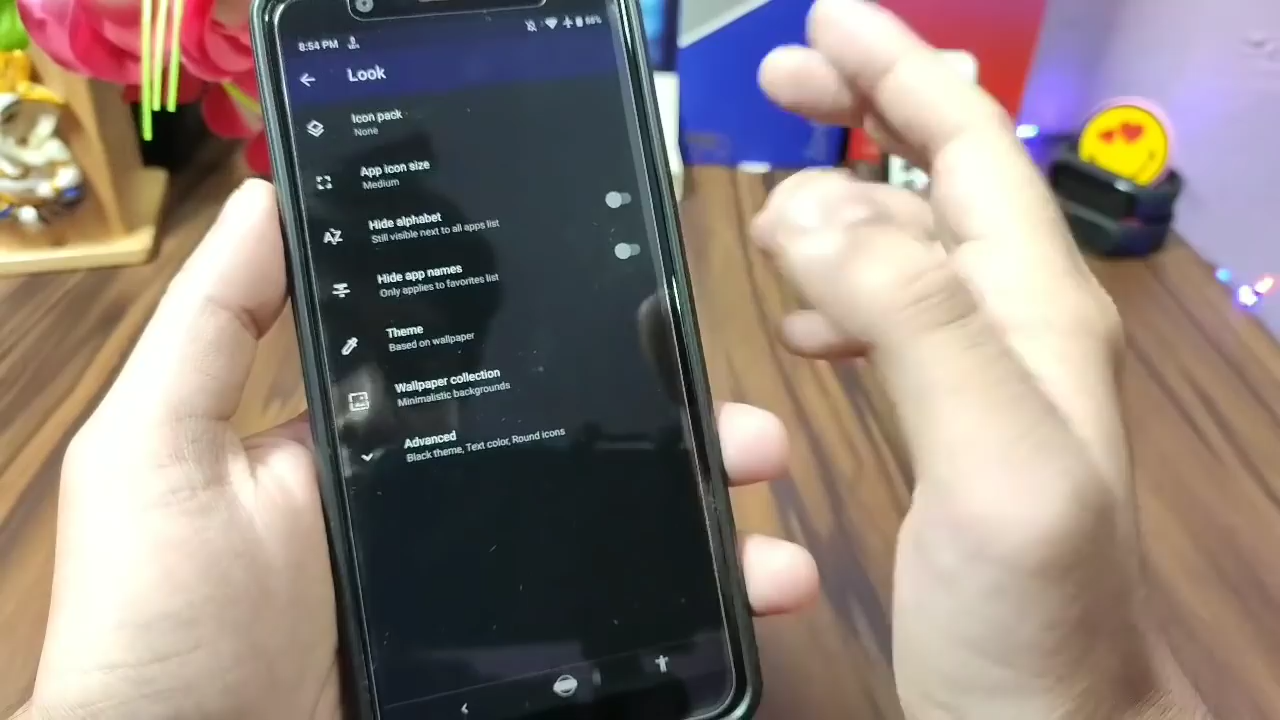 8:54 PM
66%
Look
Icon pack
None
App icon size
Medium
Hide alphabet
Still visible next to all apps list
Hide app names
Only applies to favorites list
Theme
Based on wallpaper
Wallpaper collection
Minimalistic backgrounds
Advanced
Black theme, Text color, Round icons